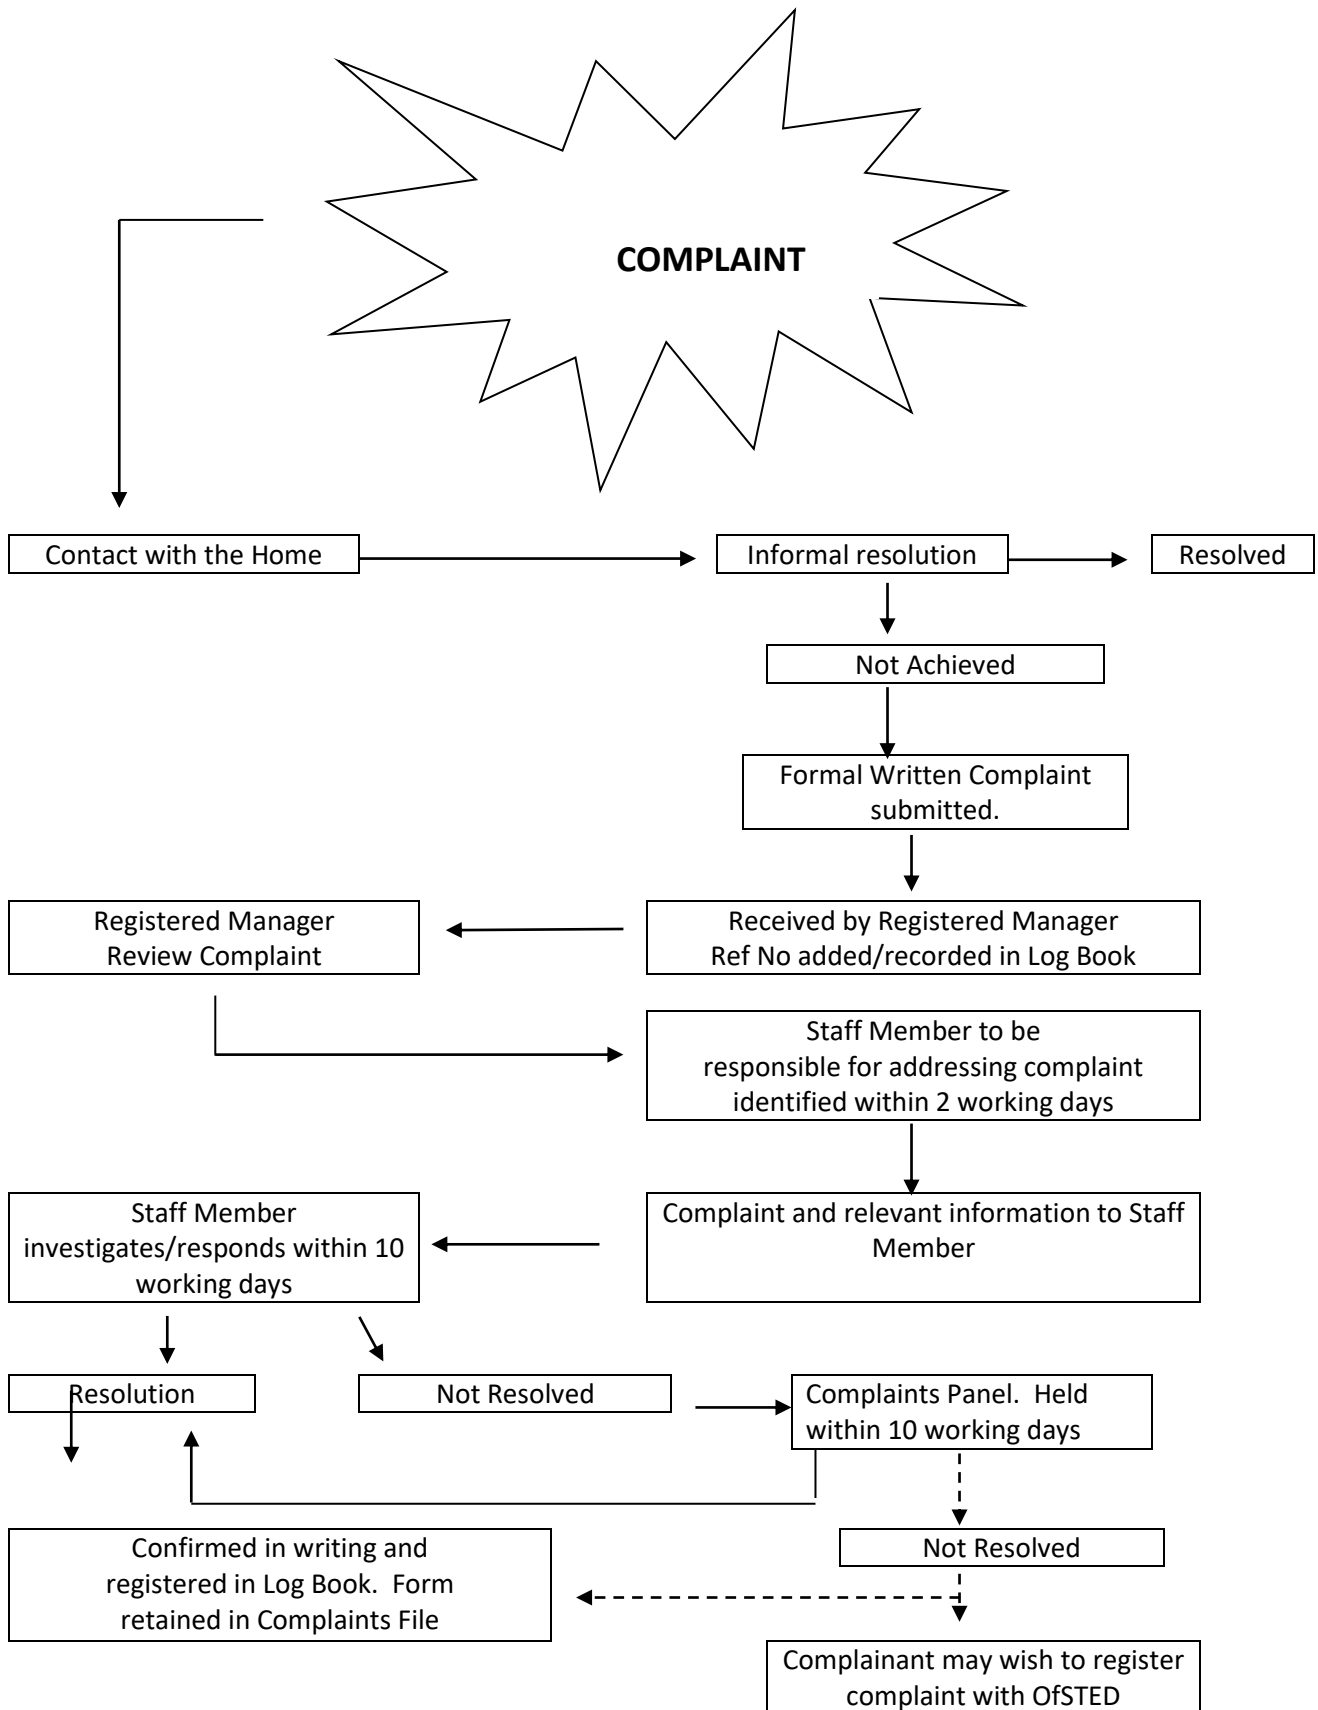 COMPLAINT
Contact with the Home
Informal resolution
Resolved
Not Achieved
Formal Written Complaint
submitted.
Registered Manager
Review Complaint
Received by Registered Manager
Ref No added/recorded in Log Book
Staff Member to be
responsible for addressing complaint
identified within 2 working days
Staff Member
investigates/responds within 10
working days
Complaint and relevant information to Staff
Member
Resolution
Not Resolved
Complaints Panel.  Held
within 10 working days
Confirmed in writing and
registered in Log Book.  Form
retained in Complaints File
Not Resolved
Complainant may wish to register
complaint with OfSTED